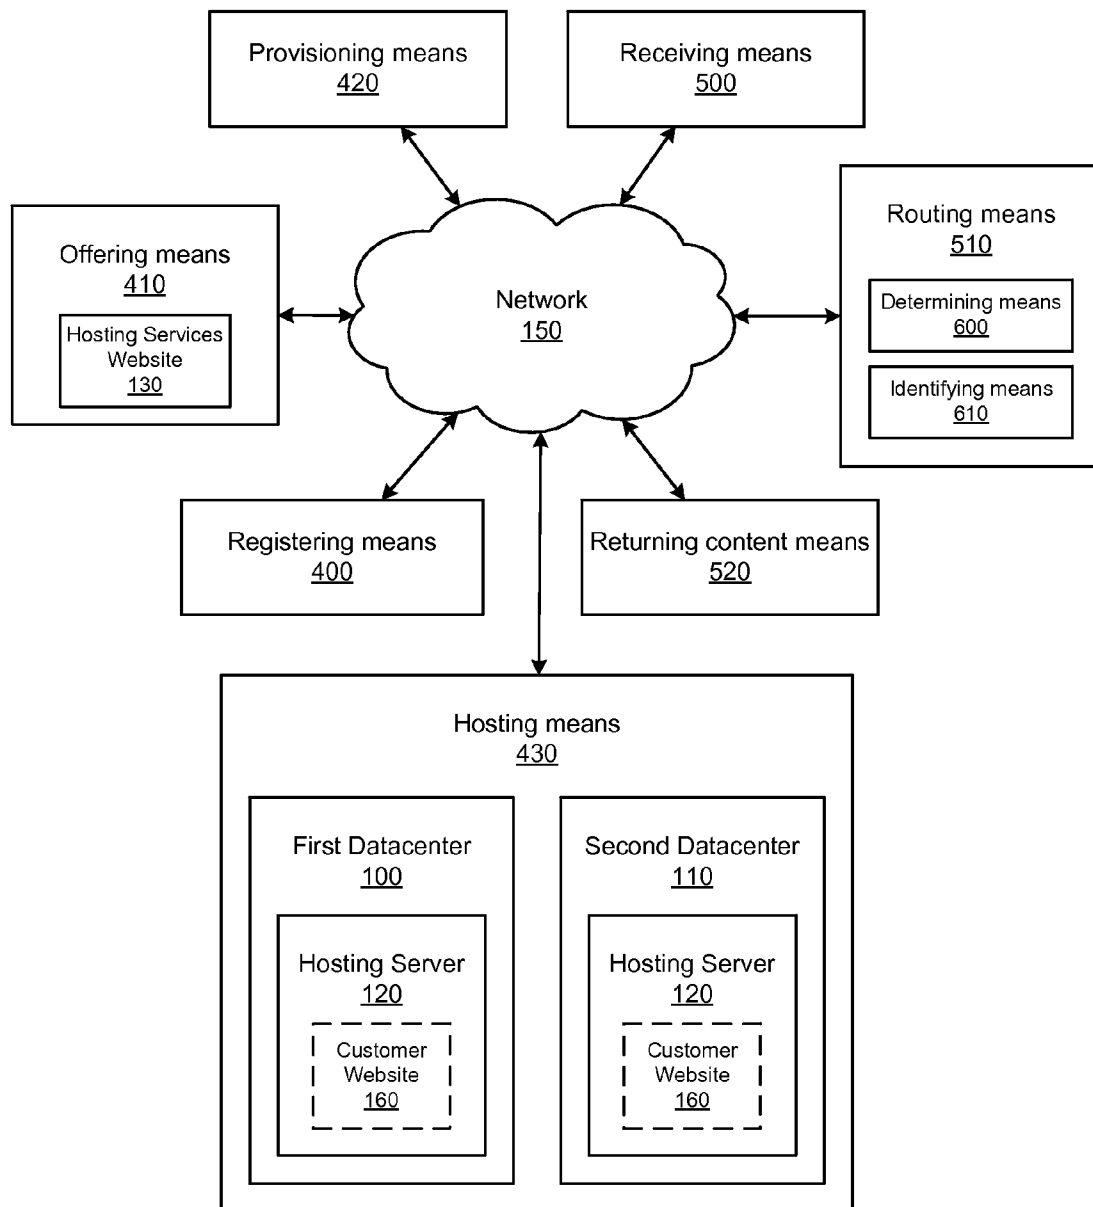 Provisioning means
420
Receiving means
500
Offering means
410
Hosting Services
Website
130
Network
150
Routing means
510
Determining means
600
Identifying means
610
Registering means
400
Returning content means
520
Hosting means
430
First Datacenter
100
Hosting Server
120
Customer
Website
160
Second Datacenter
110
Hosting Server
120
Customer
Website
160